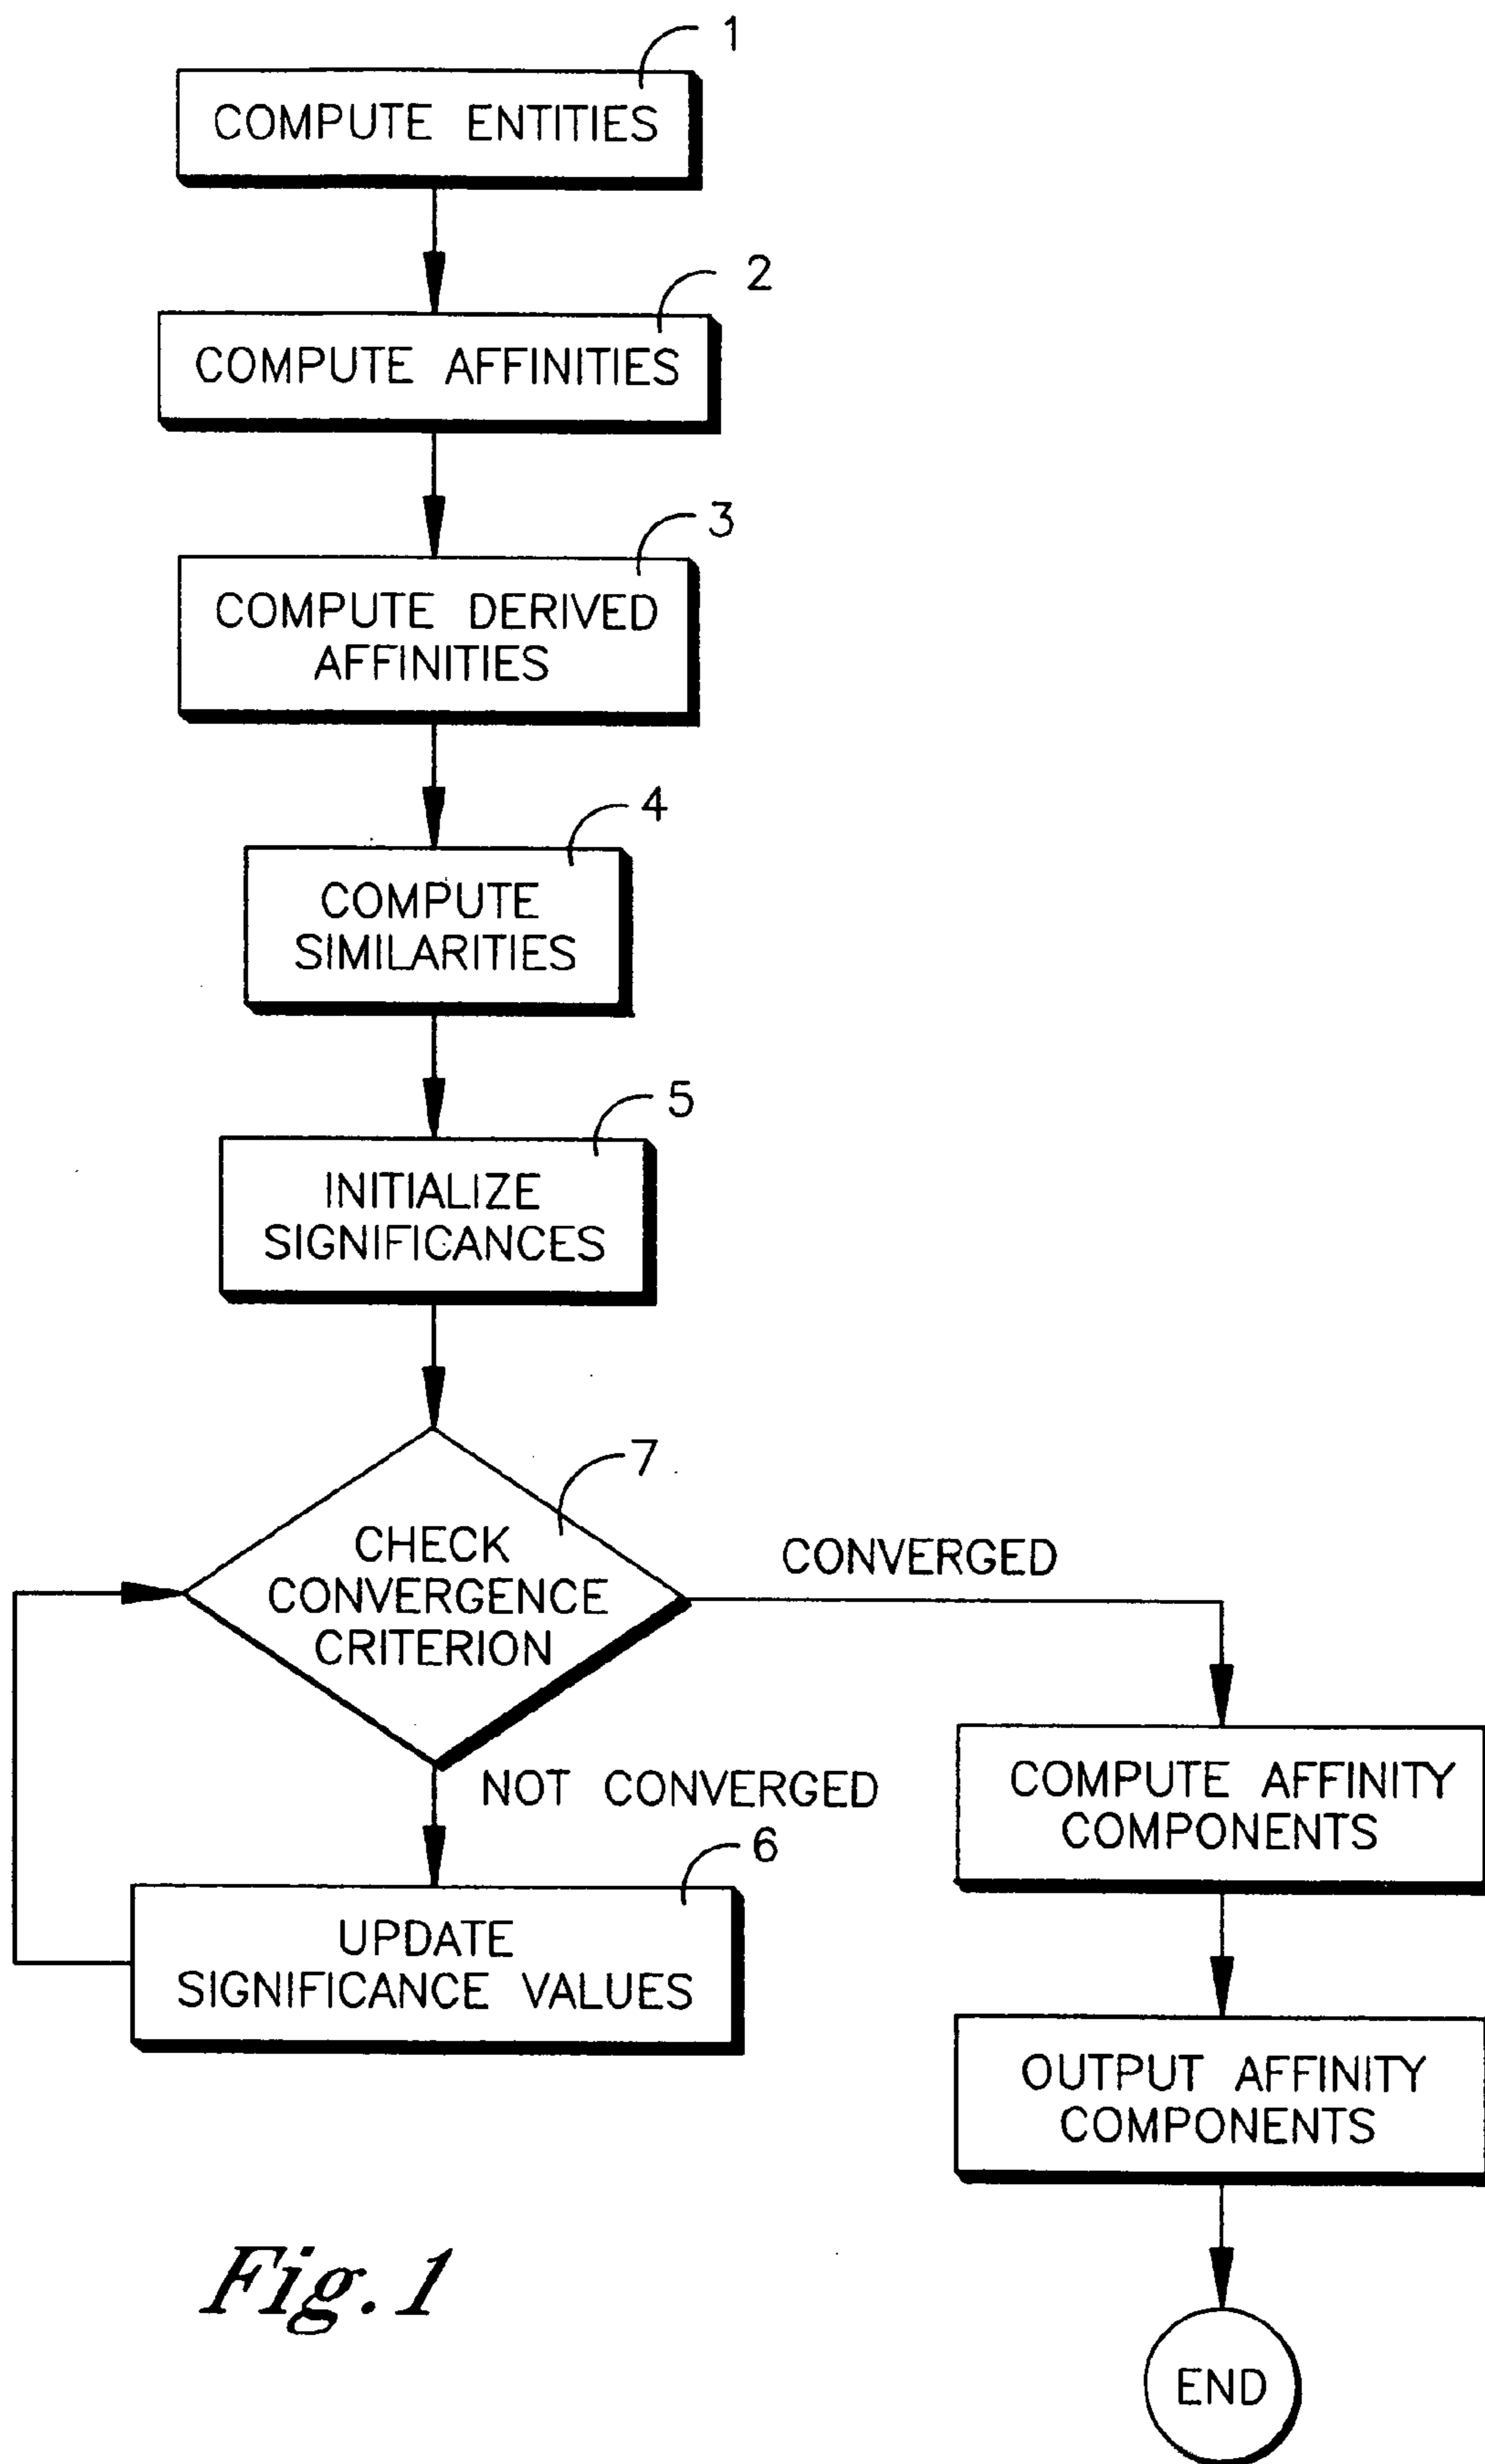 1
COMPUTE ENTITIES
2
COMPUTE AFFINITIES
3
COMPUTE DERIVED
AFFINITIES
4
COMPUTE
SIMILARITIES
5
INITIALIZE
SIGNIFICANCES
7
CHECK
CONVERGENCE
CRITERION
CONVERGED
NOT CONVERGED
6
UPDATE
SIGNIFICANCE VALUES
COMPUTE AFFINITY
COMPONENTS
OUTPUT AFFINITY
COMPONENTS
END
Fig. 1